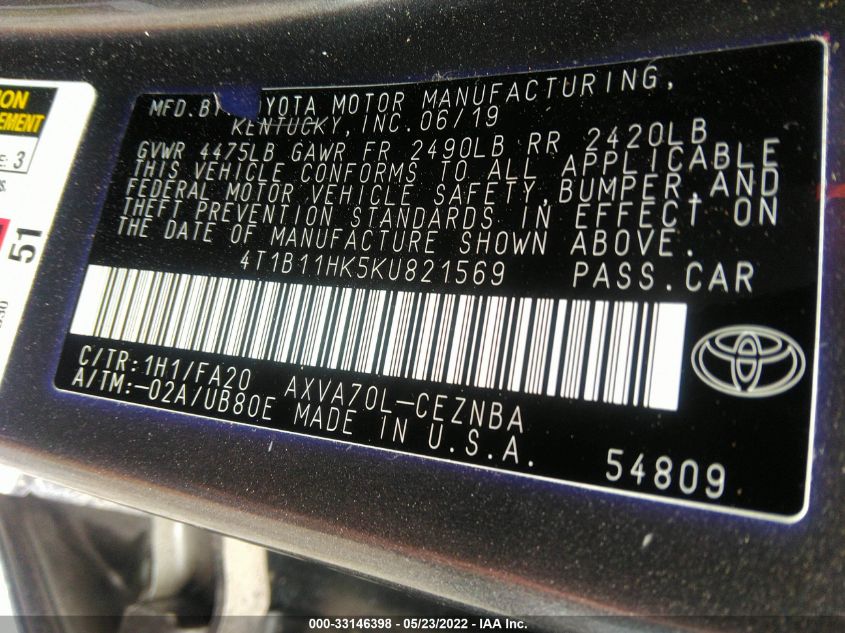 ION
EMENT
E: 3
51
MFD.BY TOYOTA MOTOR MANUFACTURING,
KENTUCKY, INC. 06/19
GVWR 4475LB GAWR FR 2490LB RR 2420LB
THIS VEHICLE CONFORMS TO ALL APPLICABLE
FEDERAL MOTOR VEHICLE SAFETY, BUMPER, AND
THEFT PREVENTION STANDARDS IN EFFECT ON
THE DATE OF MANUFACTURE SHOWN ABOVE.
4T1B11HK5KU821569 PASS.CAR
C/TR:1H1/FA20 AXVA70L-CEZNBA
A/TM:-02A/UB80E MADE IN U.S.A.
54809
000-33146398 - 05/23/2022 - IAA Inc.